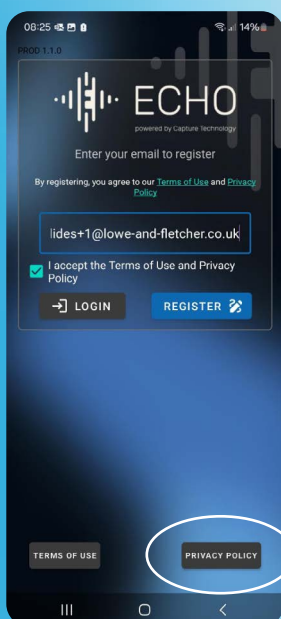 08:25
14%
PROD 1.1.0
ECHO
powered by Capture Technology
Enter your email to register
By registering, you agree to our Terms of Use and Privacy
Policy
lides+1@lowe-and-fletcher.co.uk
I accept the Terms of Use and Privacy
Policy
LOGIN
REGISTER
TERMS OF USE
PRIVACY POLICY